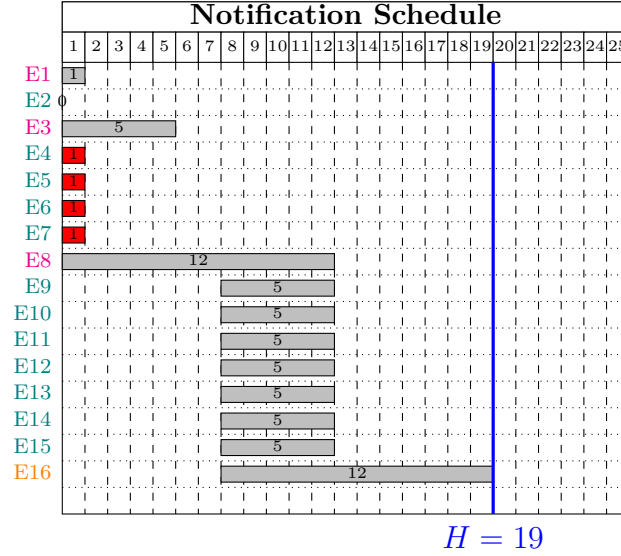 Notification Schedule
1 2 3 4 5 6 7 8 9 10 11 12 13 14 15 16 17 18 19 20 21 22 23 24 25
E1 1
E2 0
E3 5
E4 1
E5 1
E6 1
E7 1
E8 12
E9 5
E10 5
E11 5
E12 5
E13 5
E14 5
E15 5
E16 12
H = 19